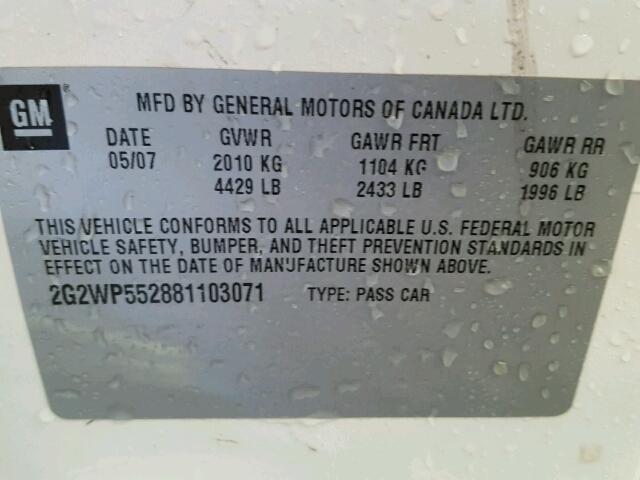 GM ®
MFD BY GENERAL MOTORS OF CANADA LTD.
DATE GVWR GAWR FRT GAWR RR
05/07 2010 KG 1104 KG 906 KG
4429 LB 2433 LB 1996 LB
THIS VEHICLE CONFORMS TO ALL APPLICABLE U.S. FEDERAL MOTOR
VEHICLE SAFETY, BUMPER, AND THEFT PREVENTION STANDARDS IN
EFFECT ON THE DATE OF MANUFACTURE SHOWN ABOVE.
2G2WP552881103071 TYPE: PASS CAR